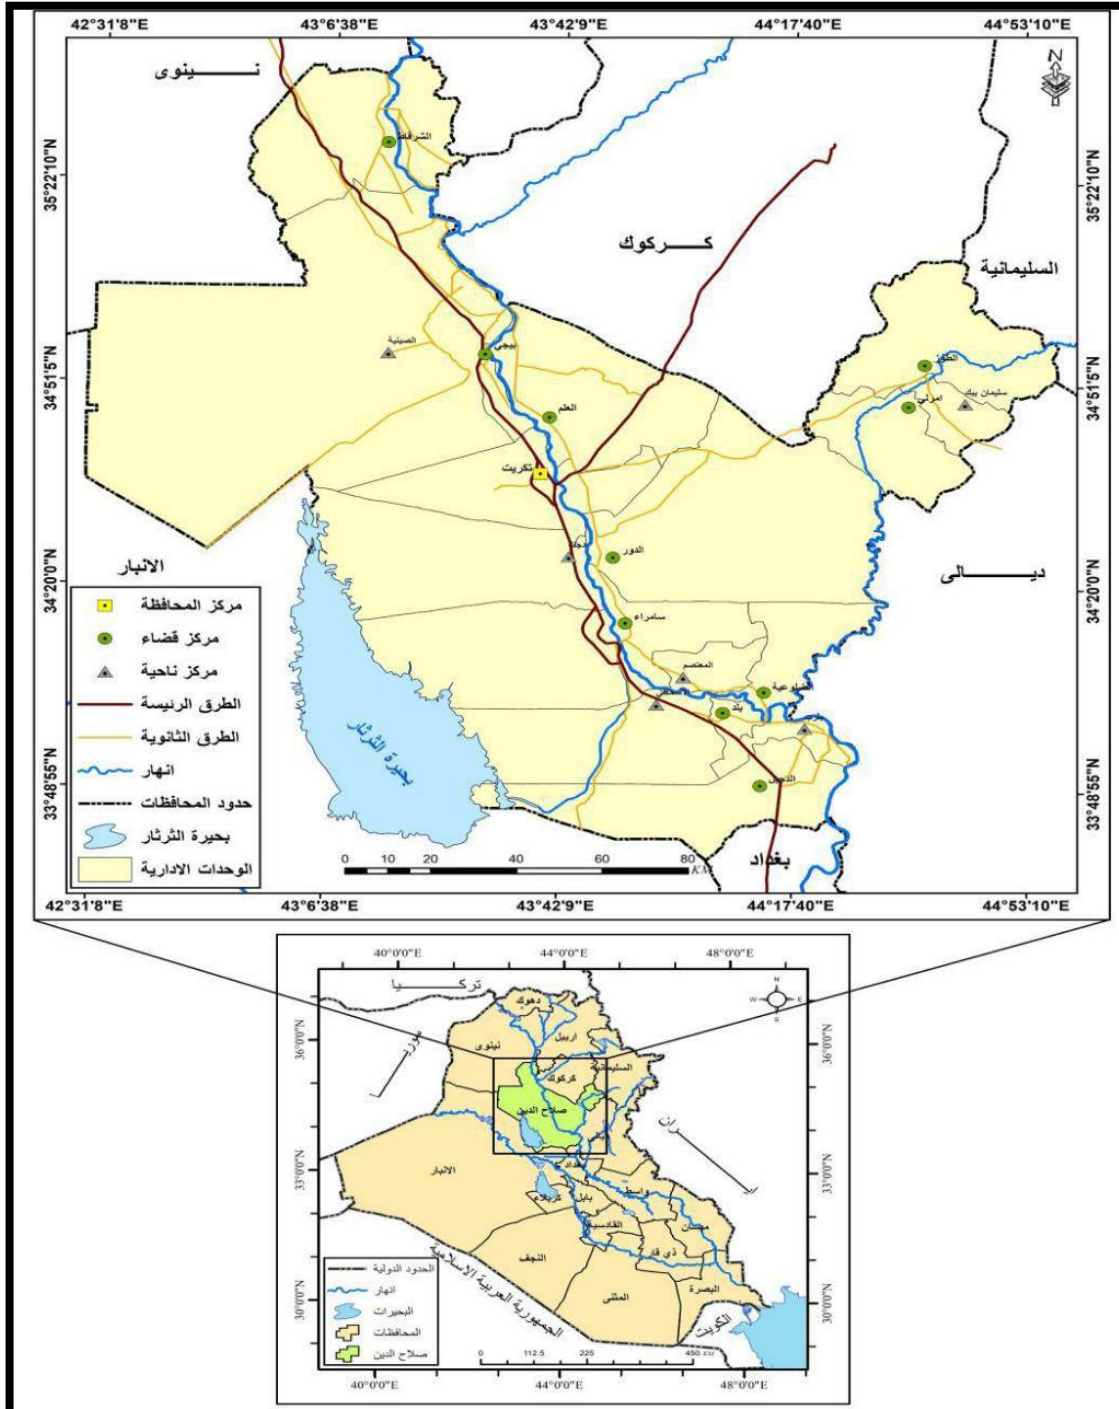 42°31'8"E 43°6'38"E 43°42'9"E 44°17'40"E 44°53'10"E
نـــــــينوى
N
الشرقاط
35°22'10"N
35°22'10"N
كـــــركوك
السليمانية
الصينية
بيجي
الطوز
34°51'5"N
34°51'5"N
سليمان بيك
امرلي
العلم
تكريت
الدور
الانبار
ديـــــــالى
34°20'0"N
34°20'0"N
سامراء
المعتصم
بلد
الدجيل
بحيرة الثرثار
33°48'55"N
33°48'55"N
بغداد
مركز المحافظة
مركز قضاء
مركز ناحية
الطرق الرئيسة
الطرق الثانوية
انهار
حدود المحافظات
بحيرة الثرثار
الوحدات الادارية
0 10 20 40 60 80
KM
42°31'8"E 43°6'38"E 43°42'9"E 44°17'40"E 44°53'10"E
40°0'0"E 44°0'0"E 48°0'0"E
تركـــــــيا
N
W E
S
دهوك
36°0'0"N
36°0'0"N
نينوى
اربيل
السليمانية
كركوك
صلاح الدين
الانبار
بغداد
33°0'0"N
33°0'0"N
كربلاء
بابل
واسط
القادسية
ميسان
النجف
ذي قار
المثنى
البصرة
30°0'0"N
30°0'0"N
الكويت
الحدود الدولية
انهار
البحيرات
المحافظات
صلاح الدين
0 112.5 225 450 KM
40°0'0"E 44°0'0"E 48°0'0"E